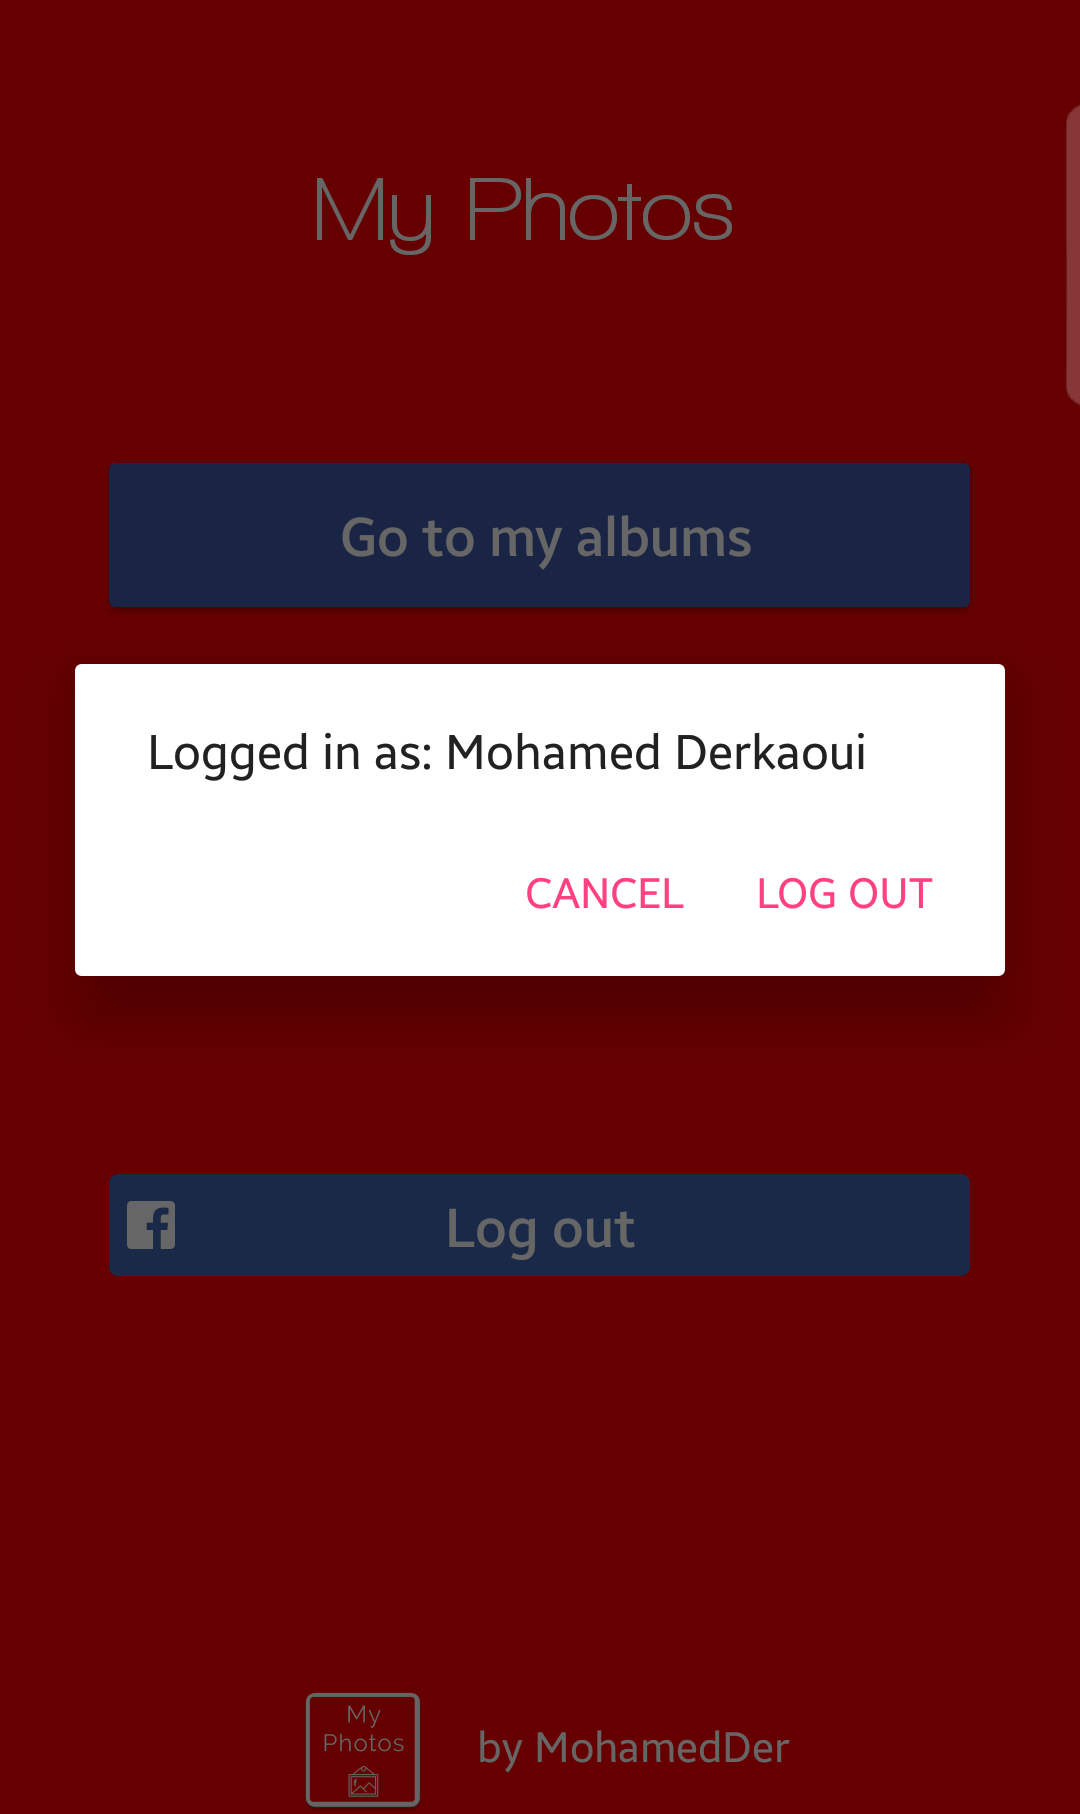 My Photos
Go to my albums
Logged in as: Mohamed Derkaoui
CANCEL LOG OUT
Log out
My
Photos
by MohamedDer